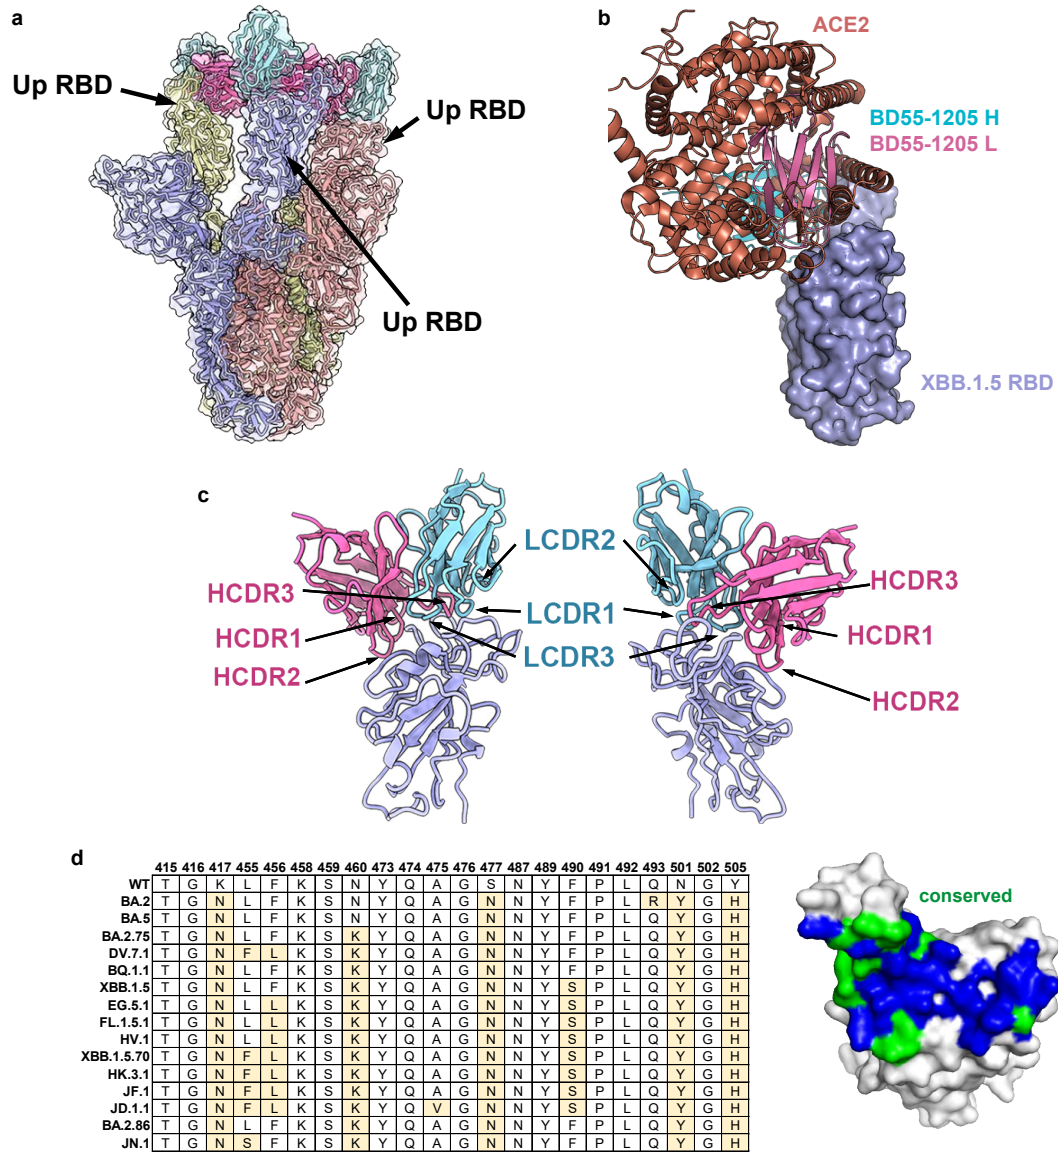 a
Up RBD
Up RBD
Up RBD
b
ACE2
BD55-1205 H
BD55-1205 L
XBB.1.5 RBD
c
HCDR3
HCDR1
HCDR2
LCDR2
LCDR1
LCDR3
HCDR3
HCDR1
HCDR2
d
415 416 417 455 456 458 459 460 473 474 475 476 477 487 489 490 491 492 493 501 502 505
WT T G K L F K S N Y Q A G S N Y F P L Q N G Y
BA.2 T G N L F K S N Y Q A G N N Y F P L R Y G H
BA.5 T G N L F K S N Y Q A G N N Y F P L Q Y G H
BA.2.75 T G N L F K S K Y Q A G N N Y F P L Q Y G H
DV.7.1 T G N F L K S K Y Q A G N N Y F P L Q Y G H
BQ.1.1 T G N L F K S K Y Q A G N N Y F P L Q Y G H
XBB.1.5 T G N L F K S K Y Q A G N N Y S P L Q Y G H
EG.5.1 T G N L L K S K Y Q A G N N Y S P L Q Y G H
FL.1.5.1 T G N L L K S K Y Q A G N N Y S P L Q Y G H
HV.1 T G N L L K S K Y Q A G N N Y S P L Q Y G H
XBB.1.5.70 T G N F L K S K Y Q A G N N Y S P L Q Y G H
HK.3.1 T G N F L K S K Y Q A G N N Y S P L Q Y G H
JF.1 T G N F L K S K Y Q A G N N Y S P L Q Y G H
JD.1.1 T G N F L K S K Y Q V G N N Y S P L Q Y G H
BA.2.86 T G N L F K S K Y Q A G N N Y F P L Q Y G H
JN.1 T G N S F K S K Y Q A G N N Y F P L Q Y G H
conserved